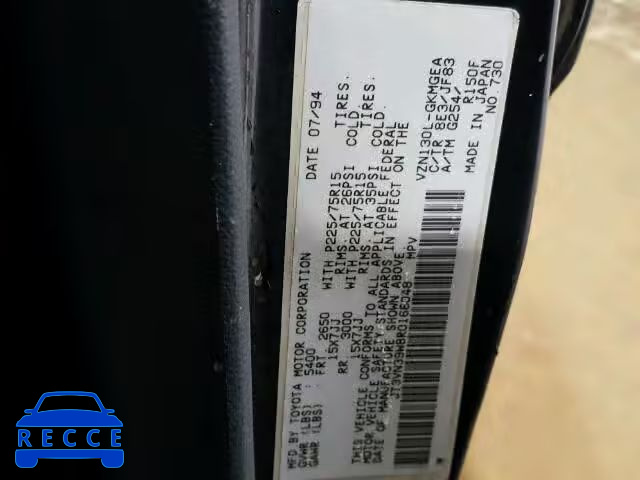 MFD BY TOYOTA MOTOR CORPORATION DATE 07/94
GVWR (LBS) : 5400
GAWR (LBS) FRT 2650 WITH P225/75R15 TIRES.
15X7JJ RIMS. AT 26PSI COLD
RR 3000 WITH P225/75R15 TIRES.
15X7JJ RIMS AT 35PSI COLD.
THIS VEHICLE CONFORMS TO ALL APPLICABLE FEDERAL
MOTOR VEHICLE SAFETY STANDARDS IN EFFECT ON THE
DATE OF MANUFACTURE SHOWN ABOVE.
MPV
VZN130L-GKMGEA
C/TR 8E3/JF83
A/TM G254/ R150F
MADE IN JAPAN
NO.730
RECCE